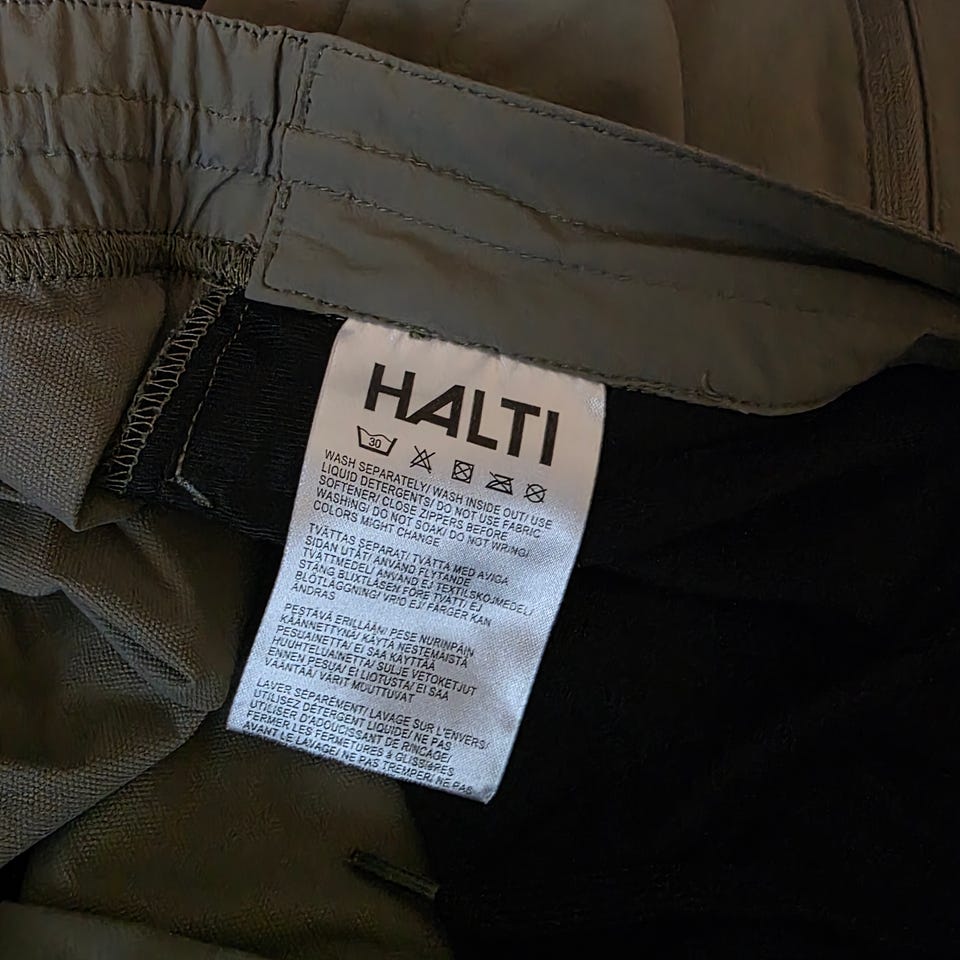 HALTI
30
WASH SEPARATELY/ WASH INSIDE OUT/ USE
LIQUID DETERGENTS/ DO NOT USE FABRIC
SOFTENER/ CLOSE ZIPPERS BEFORE
WASHING/ DO NOT SOAK/ DO NOT WRING/
COLORS MIGHT CHANGE
TVÄTTAS SEPARAT/ TVÄTTA MED AVIGA
SIDAN UTÅT/ ANVÄND FLYTANDE
TVÄTTMEDEL/ ANVÄND EJ TEXTILSKÖJMEDEL/
STÄNG BLIXTLÅSEN FÖRE TVÄTT/ EJ
BLÖTLÄGGNING/ VRID EJ/ FÄRGER KAN
ÄNDRAS
PESTÄVÄ ERILLÄÄN/ PESE NURINPÄIN
KÄÄNNETTYNÄ/ KÄYTÄ NESTEMÄISTÄ
PESUAINETTA/ EI SAA KÄYTTÄÄ
HUUHTELUAINETTA/ SULJE VETOKETJUT
ENNEN PESUA/ EI LIOTUSTA/ EI SAA
VÄÄNTÄÄ/ VÄRIT MUUTTUVAT
LAVER SÉPARÉMENT/ LAVAGE SUR L'ENVERS/
UTILISEZ DÉTERGENT LIQUIDE/ NE PAS
UTILISER D'ADOUCISSANT DE RINCAGE/
FERMER LES FERMETURES à GLISSIÈRES
AVANT LE LAVAGE/ NE PAS TREMPER/ NE PAS